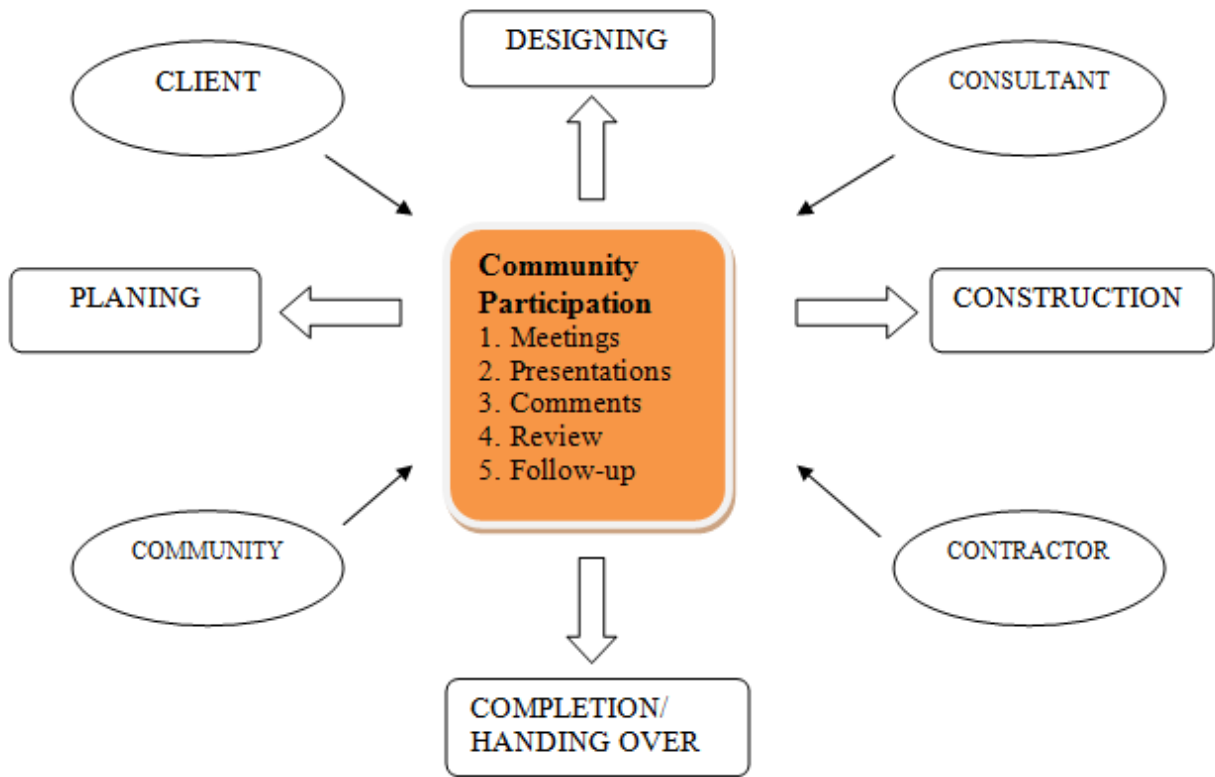 DESIGNING
CLIENT
CONSULTANT
Community
Participation
1. Meetings
2. Presentations
3. Comments
4. Review
5. Follow-up
PLANING
CONSTRUCTION
COMMUNITY
CONTRACTOR
COMPLETION/
HANDING OVER